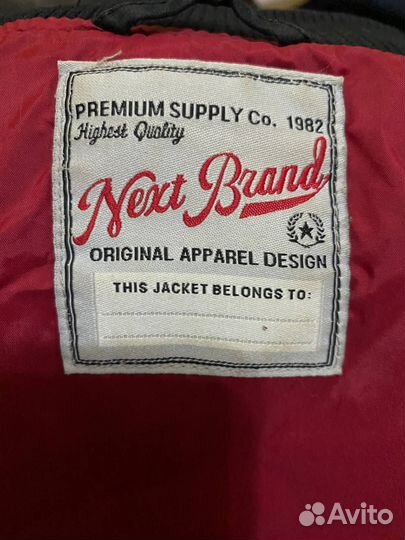 PREMIUM SUPPLY Co. 1982
Highest Quality
Next Brand
ORIGINAL APPAREL DESIGN
THIS JACKET BELONGS TO:
Avito